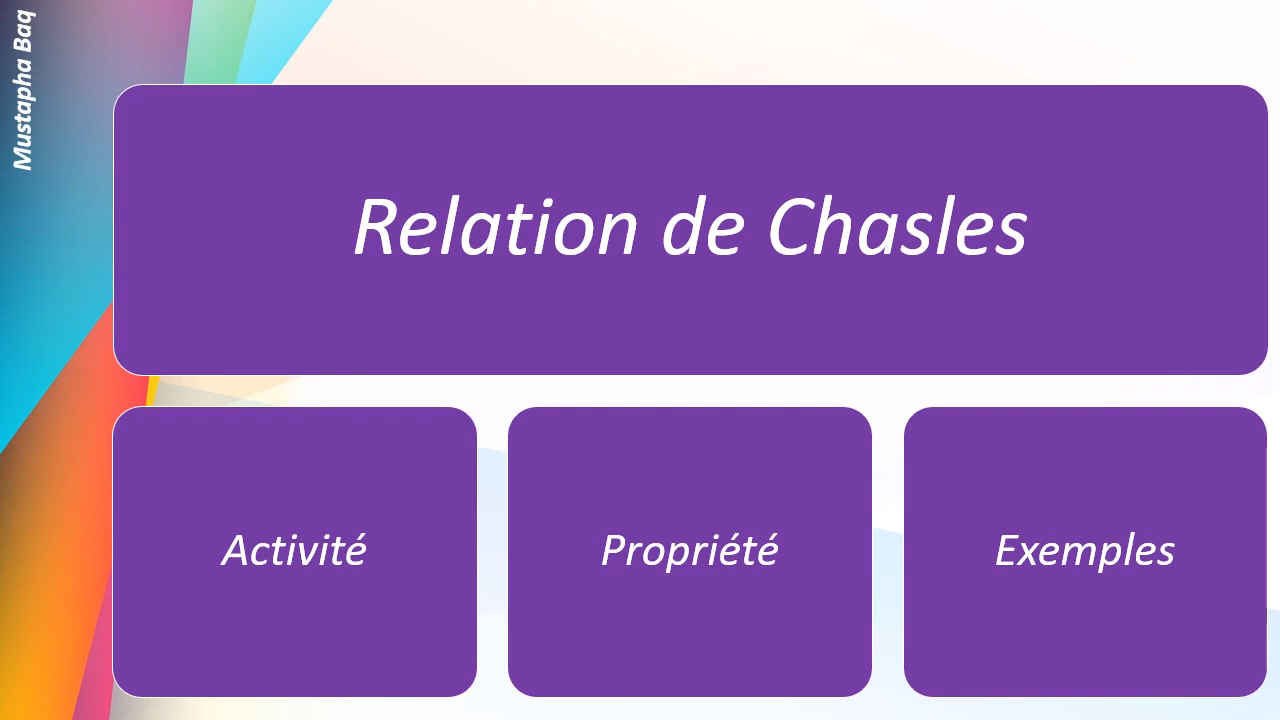 Mustapha Baq
Relation de Chasles
Activité
Propriété
Exemples